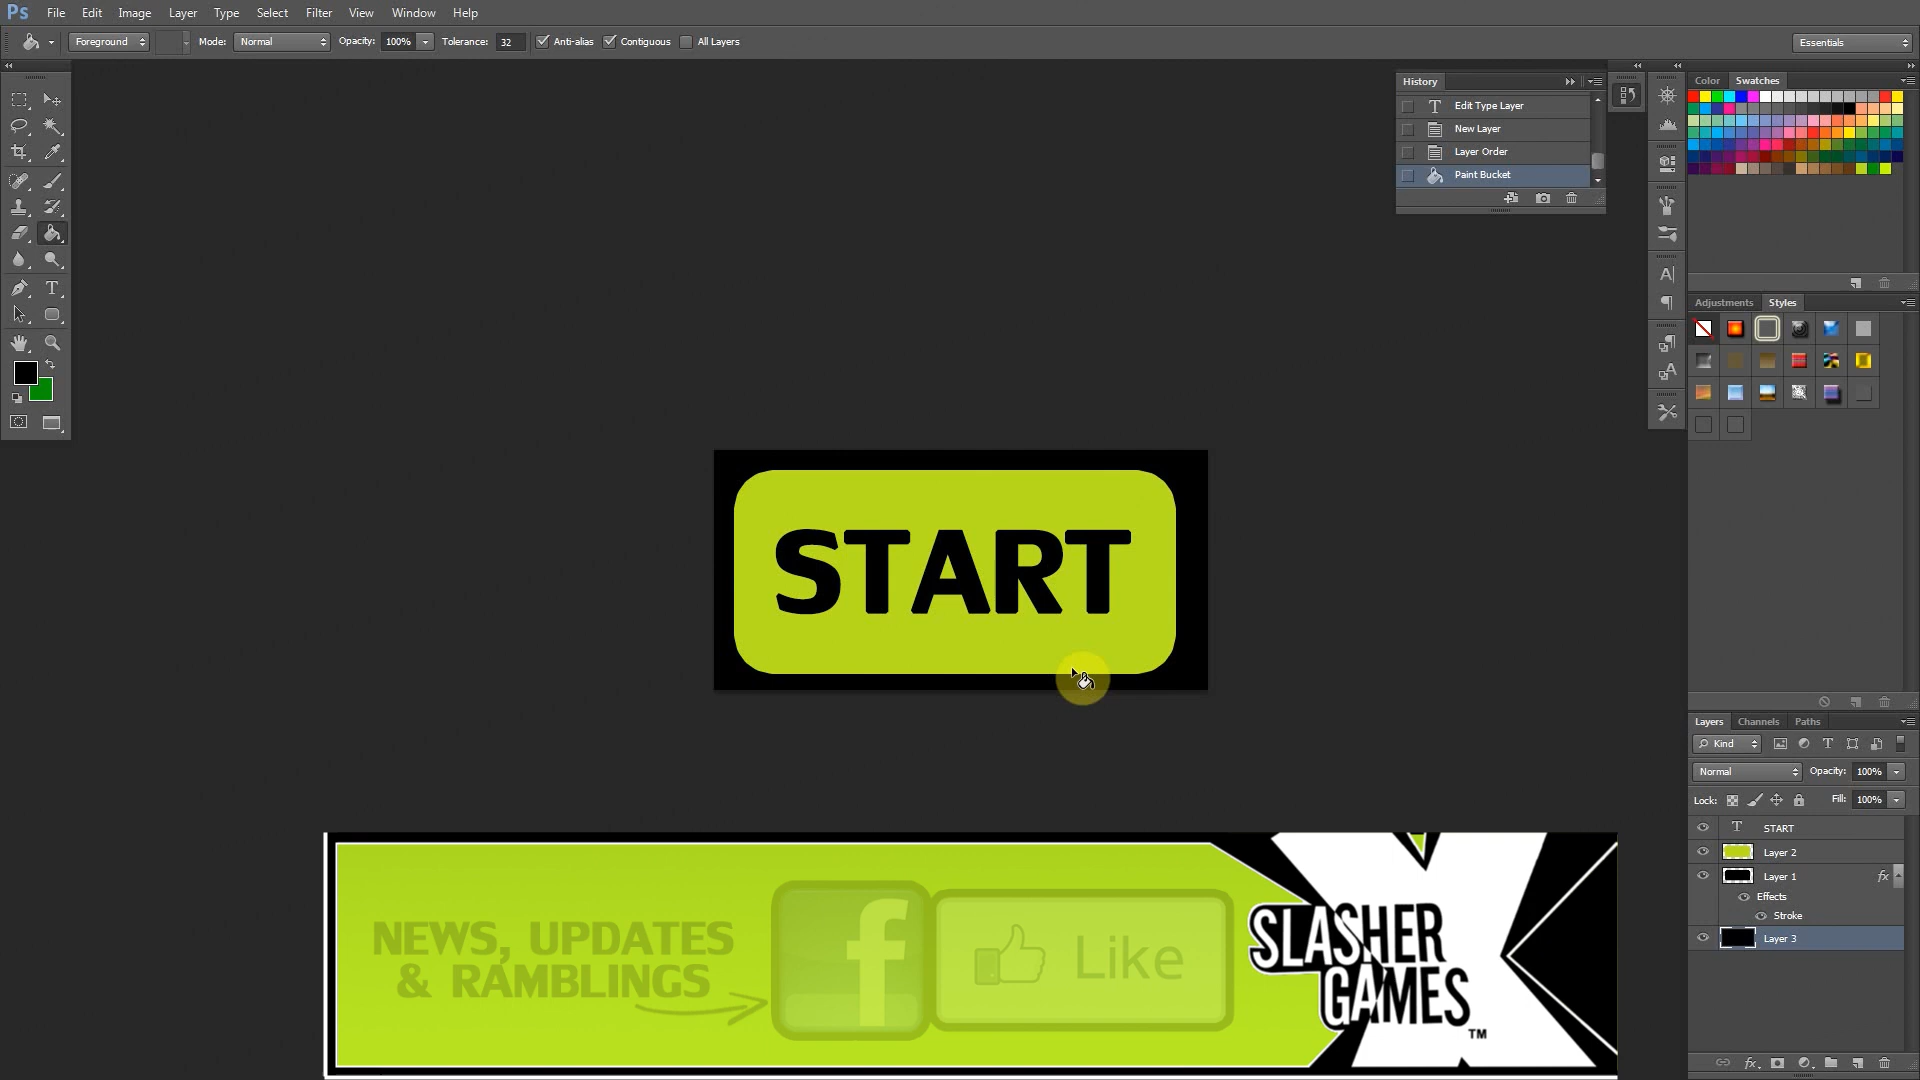 Ps File Edit Image Layer Type Select Filter View Window Help
Foreground Mode: Normal Opacity: 100% Tolerance: 32 Anti-alias Contiguous All Layers Essentials
History
Edit Type Layer
New Layer
Layer Order
Paint Bucket
Color Swatches
Adjustments Styles
START
Layers Channels Paths
Kind
Normal Opacity: 100%
Lock: Fill: 100%
START
Layer 2
Layer 1 fx
Effects
Stroke
Layer 3
NEWS, UPDATES
& RAMBLINGS
f Like
SLASHER
GAMES
TM
fx